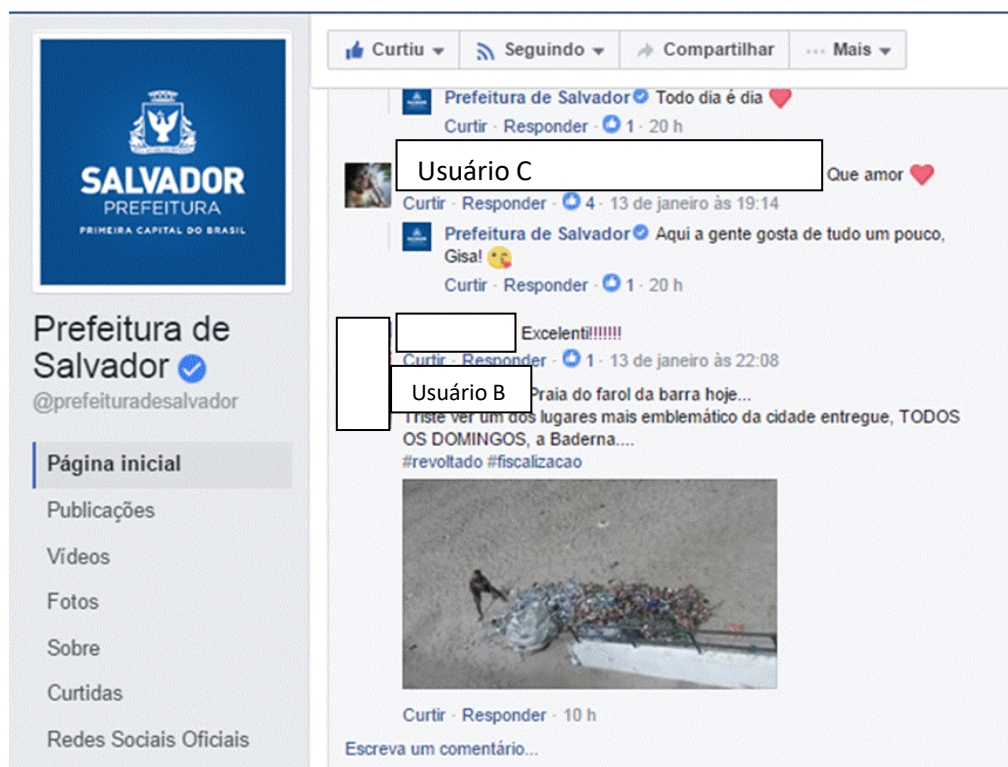 SALVADOR
PREFEITURA
PRIMEIRA CAPITAL DO BRASIL
Prefeitura de
Salvador
@prefeituradesalvador
Página inicial
Publicações
Vídeos
Fotos
Sobre
Curtidas
Redes Sociais Oficiais
Curtiu
Seguindo
Compartilhar
Mais
Prefeitura de Salvador Todo dia é dia ❤
Curtir · Responder · 1 · 20 h
Usuário C Que amor ❤
Curtir · Responder · 4 · 13 de janeiro às 19:14
Prefeitura de Salvador Aqui a gente gosta de tudo um pouco,
Gisa! 😘
Curtir · Responder · 1 · 20 h
Excelenti!!!!!!!
Curtir · Responder · 1 · 13 de janeiro às 22:08
Usuário B Praia do farol da barra hoje...
Triste ver um dos lugares mais emblemático da cidade entregue, TODOS
OS DOMINGOS, a Baderna....
#revoltado #fiscalizacao
Curtir · Responder · 10 h
Escreva um comentário...